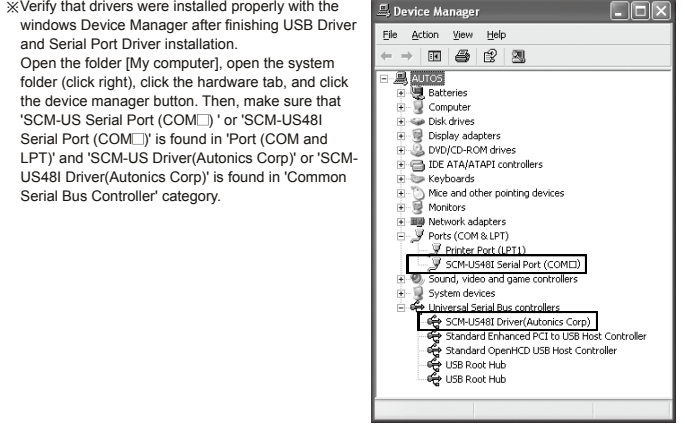 ※Verify that drivers were installed properly with the
windows Device Manager after finishing USB Driver
and Serial Port Driver installation.
Open the folder [My computer], open the system
folder (click right), click the hardware tab, and click
the device manager button. Then, make sure that
'SCM-US Serial Port (COM□) ' or 'SCM-US48I
Serial Port (COM□)' is found in 'Port (COM and
LPT)' and 'SCM-US Driver(Autonics Corp)' or 'SCM-
US48I Driver(Autonics Corp)' is found in 'Common
Serial Bus Controller' category.
Device Manager
File Action View Help
AUTOS
Batteries
Computer
Disk drives
Display adapters
DVD/CD-ROM drives
IDE ATA/ATAPI controllers
Keyboards
Mice and other pointing devices
Monitors
Network adapters
Ports (COM & LPT)
Printer Port (LPT1)
SCM-US48I Serial Port (COM□)
Sound, video and game controllers
System devices
Universal Serial Bus controllers
SCM-US48I Driver(Autonics Corp)
Standard Enhanced PCI to USB Host Controller
Standard OpenHCD USB Host Controller
USB Root Hub
USB Root Hub